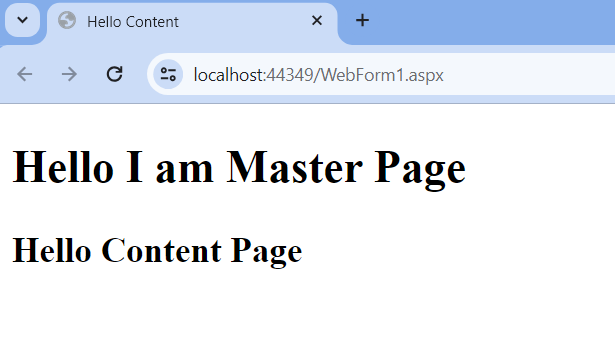 Hello Content
localhost:44349/WebForm1.aspx
Hello I am Master Page
Hello Content Page